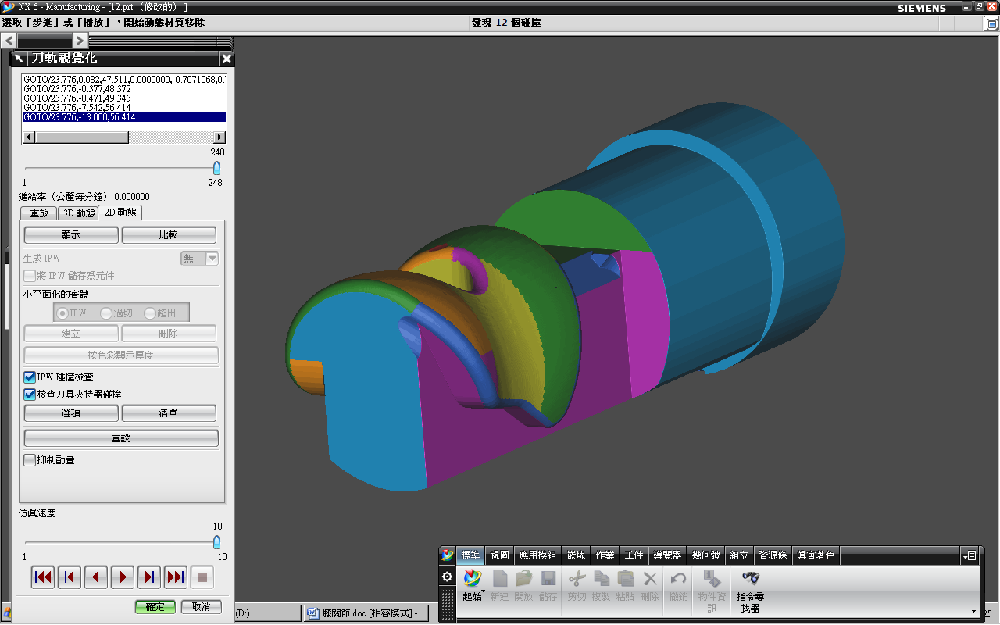 NX 6 - Manufacturing - [12.prt（修改的）]
SIEMENS
選取「步進」或「播放」，開始動態材質移除
發現 12 個碰撞
刀軌視覺化
GOTO/23.776,0.082,47.511,0.0000000,-0.7071068,0.
GOTO/23.776,-0.377,48.372
GOTO/23.776,-0.471,49.343
GOTO/23.776,-7.542,56.414
GOTO/23.776,-13.000,56.414
248
1 248
進給率（公釐每分鐘） 0.000000
重放 3D 動態 2D 動態
顯示 比較
生成 IPW 無
將 IPW 儲存為元件
小平面化的實體
IPW 過切 超出
建立 刪除
按色彩顯示厚度
IPW 碰撞檢查
檢查刀具夾持器碰撞
選項 清單
重設
抑制動畫
仿真速度
10
1 10
確定 取消
標準 視圖 應用模組 嵌塊 作業 工件 導覽器 幾何體 組立 資源條 真實著色
起始 新建 開放 儲存 剪切 複製 粘貼 刪除 撤銷 物件資訊 指令尋找器
(D:) 膝關節.doc [相容模式] -... 25